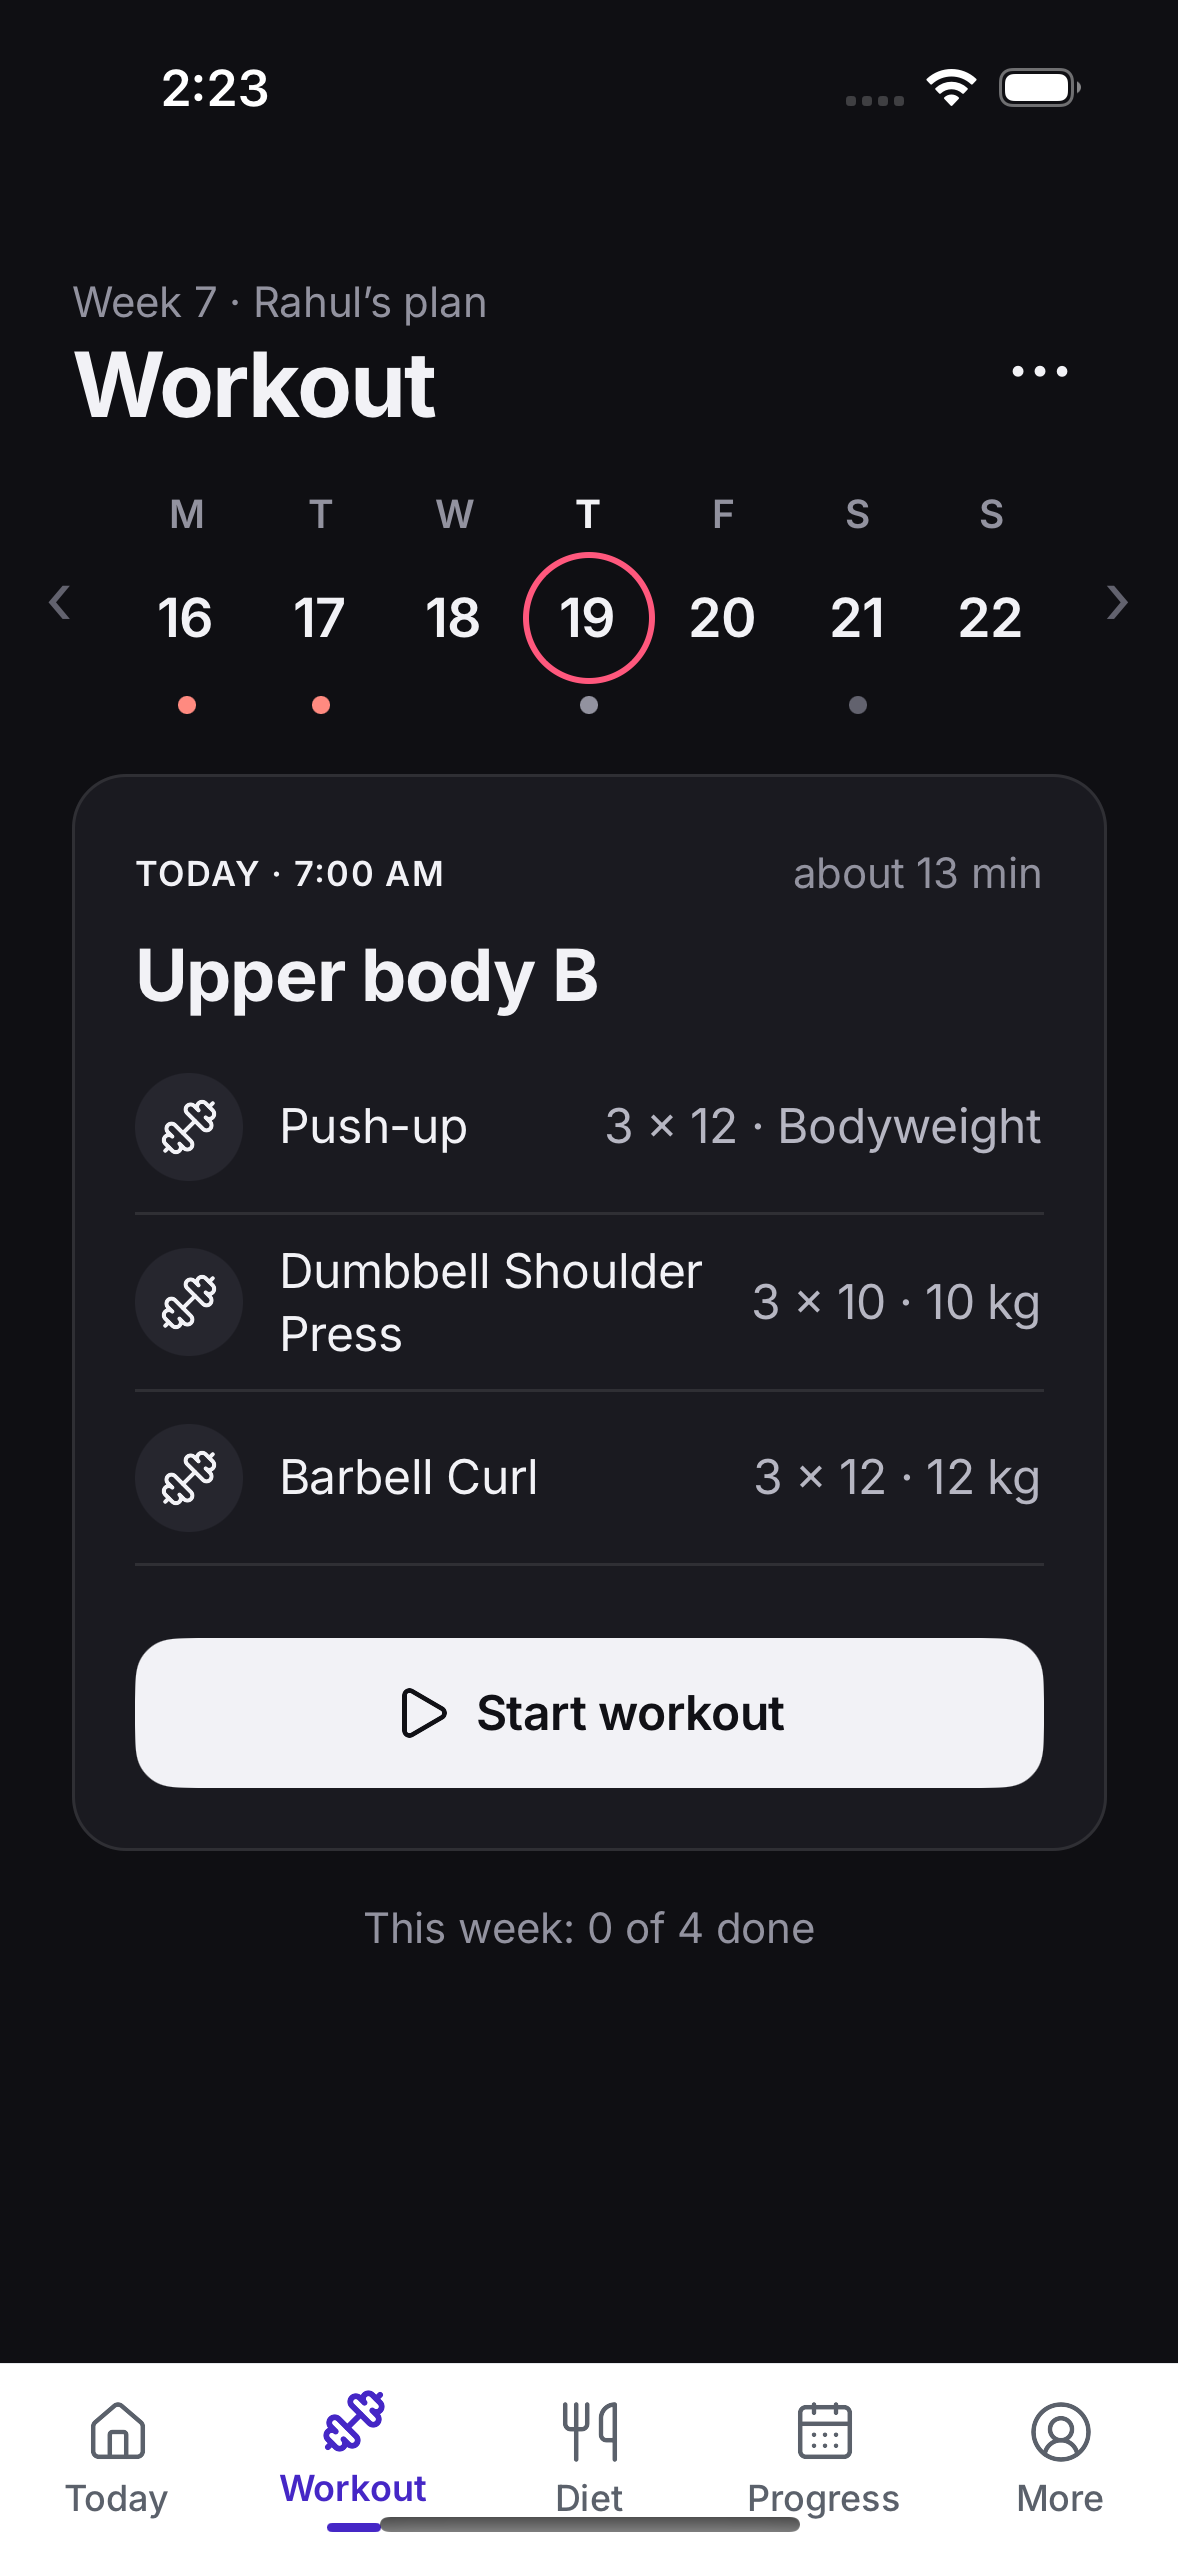 2:23
Week 7 · Rahul’s plan
Workout
M T W T F S S
16 17 18 19 20 21 22
TODAY · 7:00 AM about 13 min
Upper body B
Push-up 3 × 12 · Bodyweight
Dumbbell Shoulder
Press 3 × 10 · 10 kg
Barbell Curl 3 × 12 · 12 kg
Start workout
This week: 0 of 4 done
Today Workout Diet Progress More